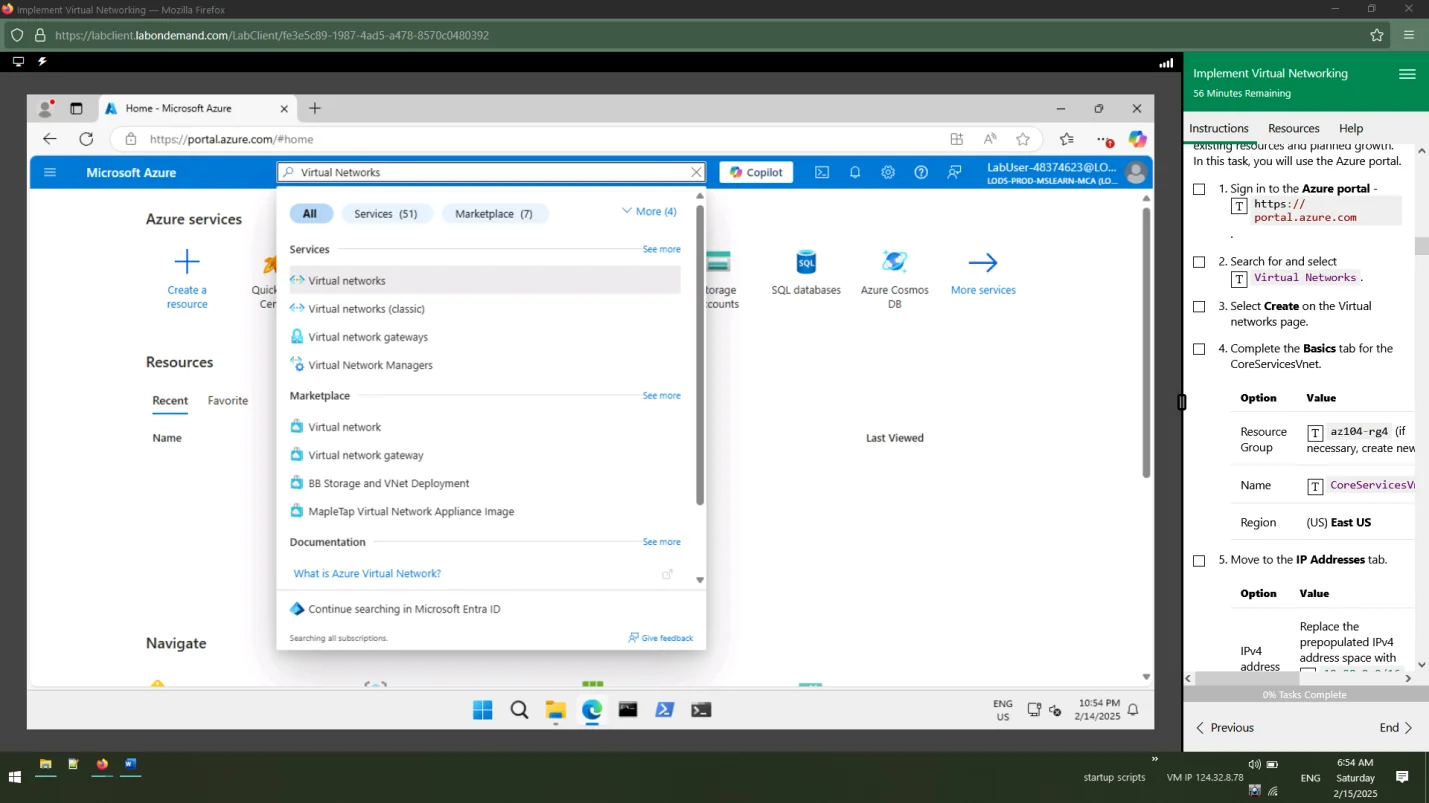 Implement Virtual Networking — Mozilla Firefox
https://labclient.labondemand.com/LabClient/fe3e5c89-1987-4ad5-a478-8570c0480392
Home - Microsoft Azure
https://portal.azure.com/#home
Microsoft Azure
Virtual Networks
Copilot
LabUser-48374623@LO...
LODS-PROD-MSLEARN-MCA (LO...
All
Services (51)
Marketplace (7)
More (4)
Services
See more
Virtual networks
Virtual networks (classic)
Virtual network gateways
Virtual Network Managers
Marketplace
See more
Virtual network
Virtual network gateway
BB Storage and VNet Deployment
MapleTap Virtual Network Appliance Image
Documentation
See more
What is Azure Virtual Network?
Continue searching in Microsoft Entra ID
Searching all subscriptions.
Give feedback
Azure services
Create a
resource
Quick
Cen
torage
counts
SQL
SQL databases
Azure Cosmos
DB
More services
Resources
Recent
Favorite
Name
Last Viewed
Navigate
ENG
US
10:54 PM
2/14/2025
Implement Virtual Networking
56 Minutes Remaining
Instructions
Resources
Help
existing resources and planned growth.
In this task, you will use the Azure portal.
1. Sign in to the Azure portal -
T https://
portal.azure.com
.
2. Search for and select
T Virtual Networks .
3. Select Create on the Virtual
networks page.
4. Complete the Basics tab for the
CoreServicesVnet.
Option Value
Resource
Group
T az104-rg4 (if
necessary, create new
Name
T CoreServicesV
Region
(US) East US
5. Move to the IP Addresses tab.
Option Value
IPv4
address
Replace the
prepopulated IPv4
address space with
0% Tasks Complete
Previous
End
startup scripts
VM IP 124.32.8.78
ENG
6:54 AM
Saturday
2/15/2025